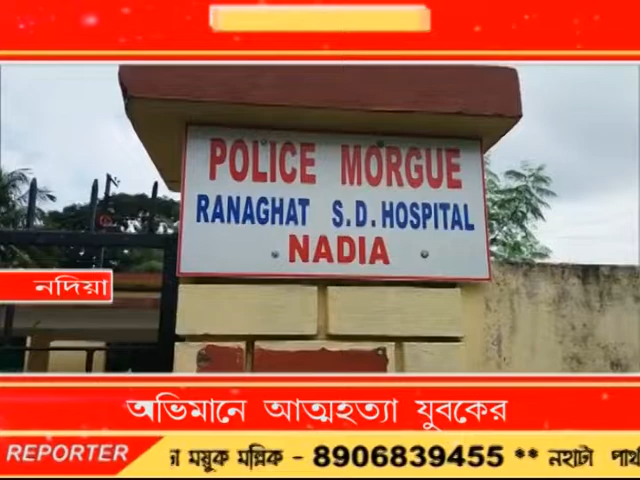 POLICE MORGUE
RANAGHAT S.D. HOSPITAL
NADIA
নদিয়া
অভিমানে আত্মহত্যা যুবকের
REPORTER
ময়ুক মল্লিক - 8906839455 ** নহাটা পার্থ